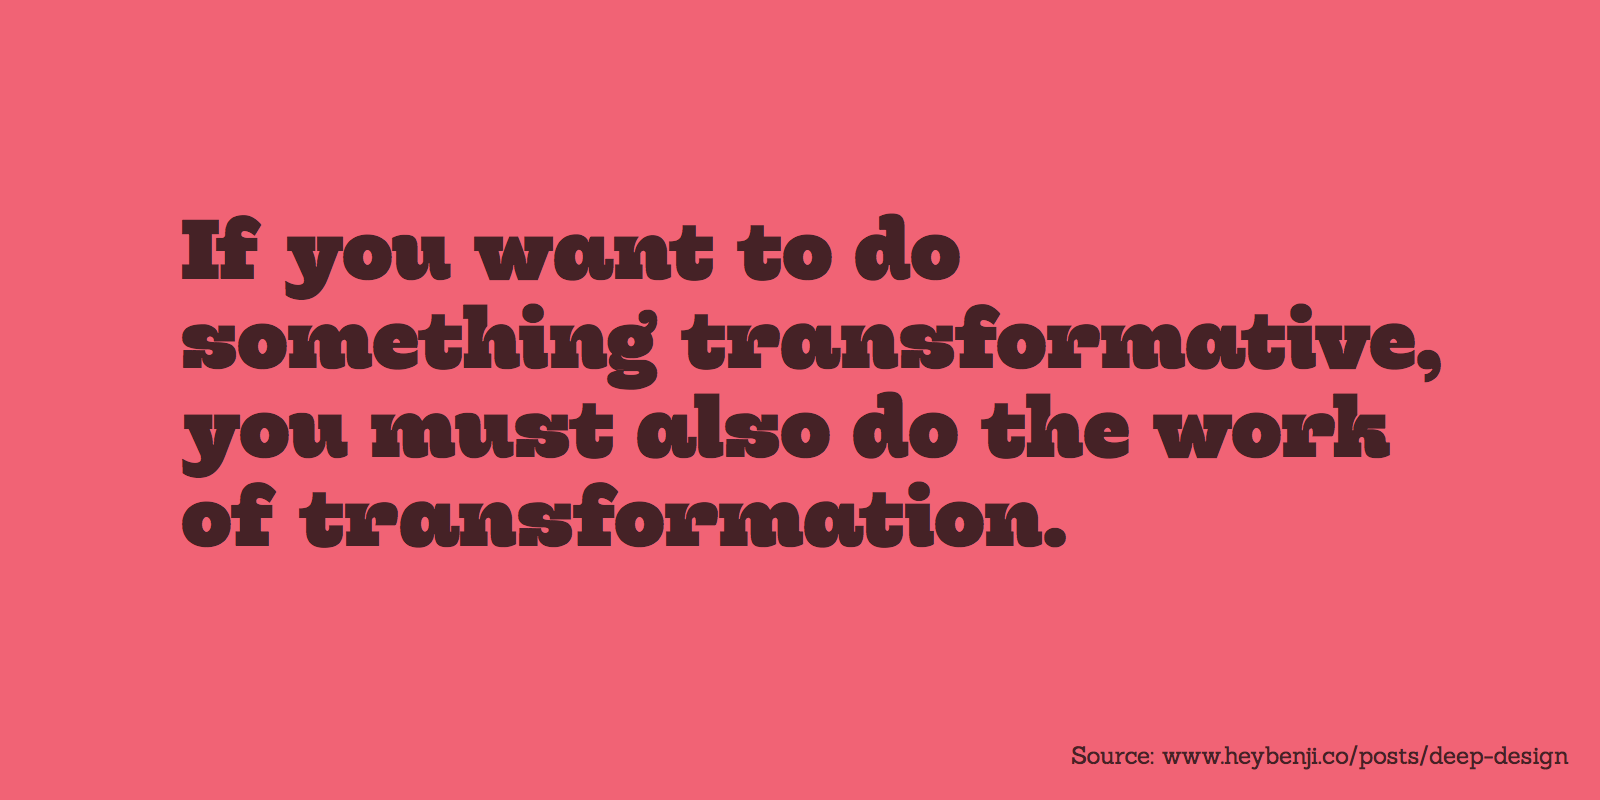 If you want to do
something transformative,
you must also do the work
of transformation.
Source: www.heybenji.co/posts/deep-design